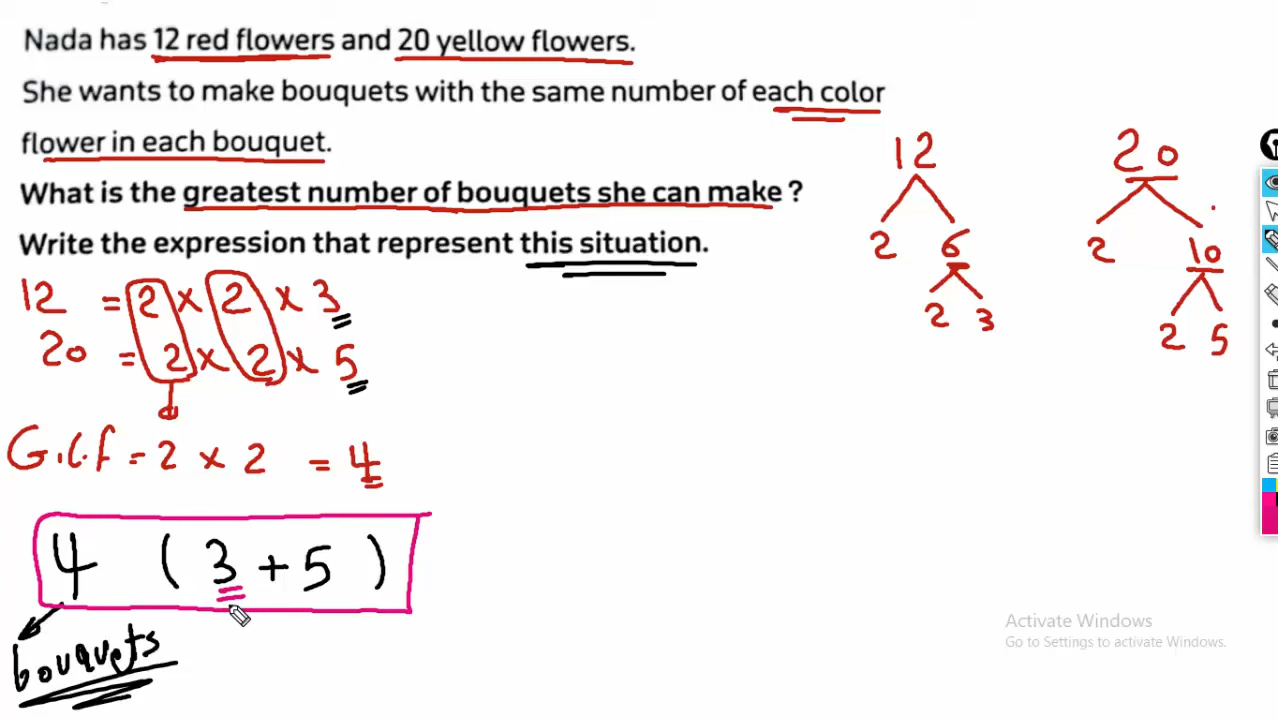 Nada has 12 red flowers and 20 yellow flowers.
She wants to make bouquets with the same number of each color
flower in each bouquet.
What is the greatest number of bouquets she can make ?
Write the expression that represent this situation.
12 = 2 × 2 × 3
20 = 2 × 2 × 5
G.C.f = 2 × 2 = 4
4 ( 3 + 5 )
bouquets
12
2 6
2 3
20
2 10
2 5
Activate Windows
Go to Settings to activate Windows.